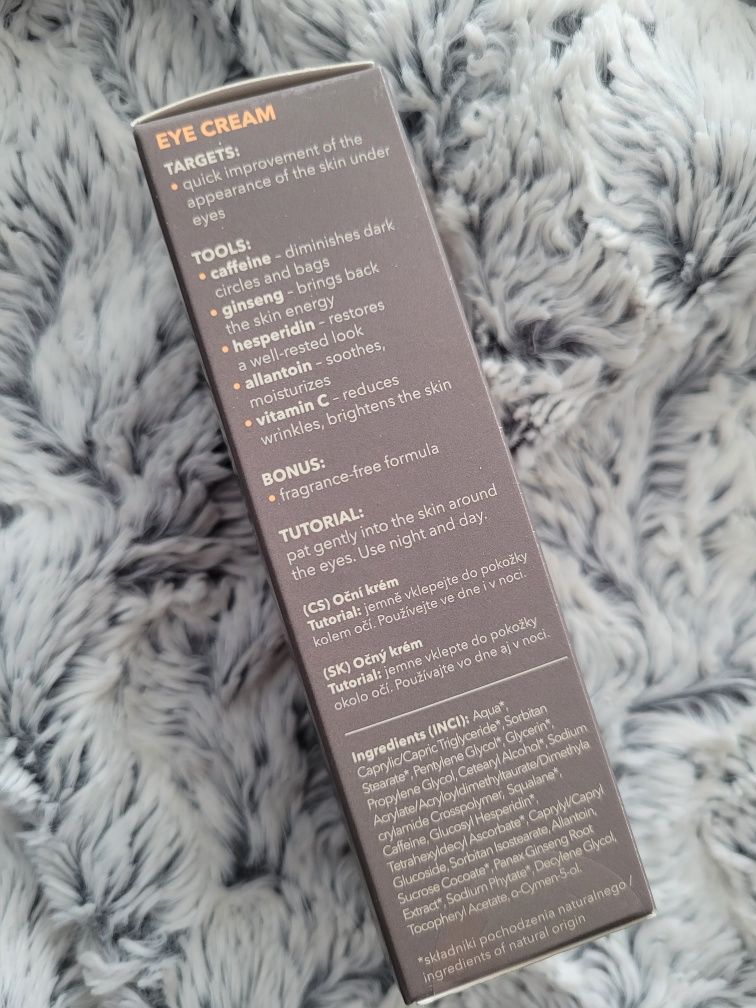 EYE CREAM
TARGETS:
• quick improvement of the
appearance of the skin under
eyes
TOOLS:
• caffeine – diminishes dark
circles and bags
• ginseng – brings back
the skin energy
• hesperidin – restores
a well-rested look
• allantoin – soothes,
moisturizes
• vitamin C – reduces
wrinkles, brightens the skin
BONUS:
• fragrance-free formula
TUTORIAL:
pat gently into the skin around
the eyes. Use night and day.
(CS) Oční krém
Tutorial: jemně vklepejte do pokožky
kolem očí. Používejte ve dne i v noci.
(SK) Očný krém
Tutorial: jemne vklepte do pokožky
okolo očí. Používajte vo dne aj v noci.
Ingredients (INCI): Aqua*,
Caprylic/Capric Triglyceride*, Sorbitan
Stearate*, Pentylene Glycol*, Glycerin*,
Propylene Glycol, Cetearyl Alcohol*, Sodium
Acrylate/Acryloyldimethyltaurate/Dimethyla
crylamide Crosspolymer, Squalane*,
Caffeine, Glucosyl Hesperidin*,
Tetrahexyldecyl Ascorbate*, Caprylyl/Capryl
Glucoside, Sorbitan Isostearate, Allantoin,
Sucrose Cocoate*, Panax Ginseng Root
Extract*, Sodium Phytate*, Decylene Glycol,
Tocopheryl Acetate, o-Cymen-5-ol.
*składniki pochodzenia naturalnego /
ingredients of natural origin